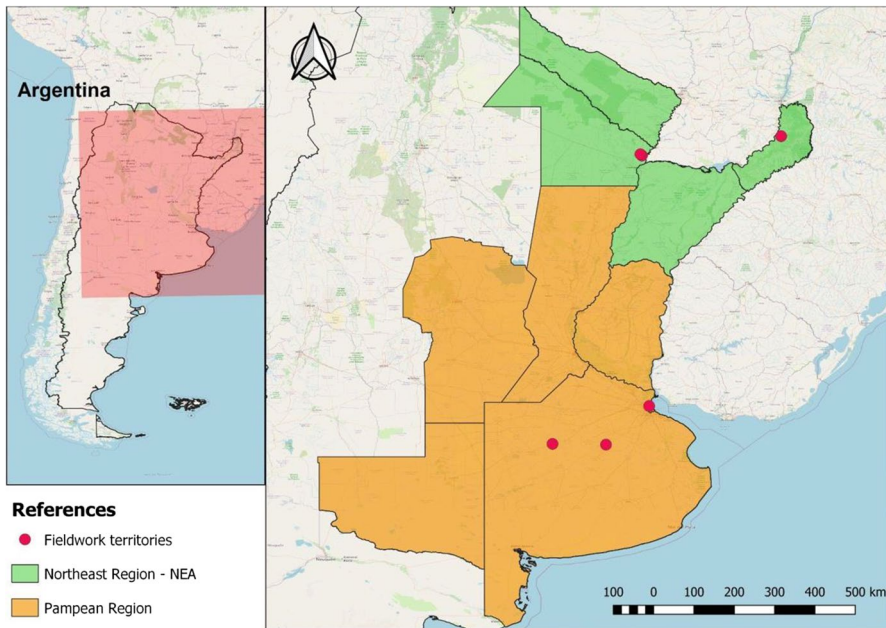 Argentina
References
Fieldwork territories
Northeast Region - NEA
Pampean Region
100 0 100 200 300 400 500 km